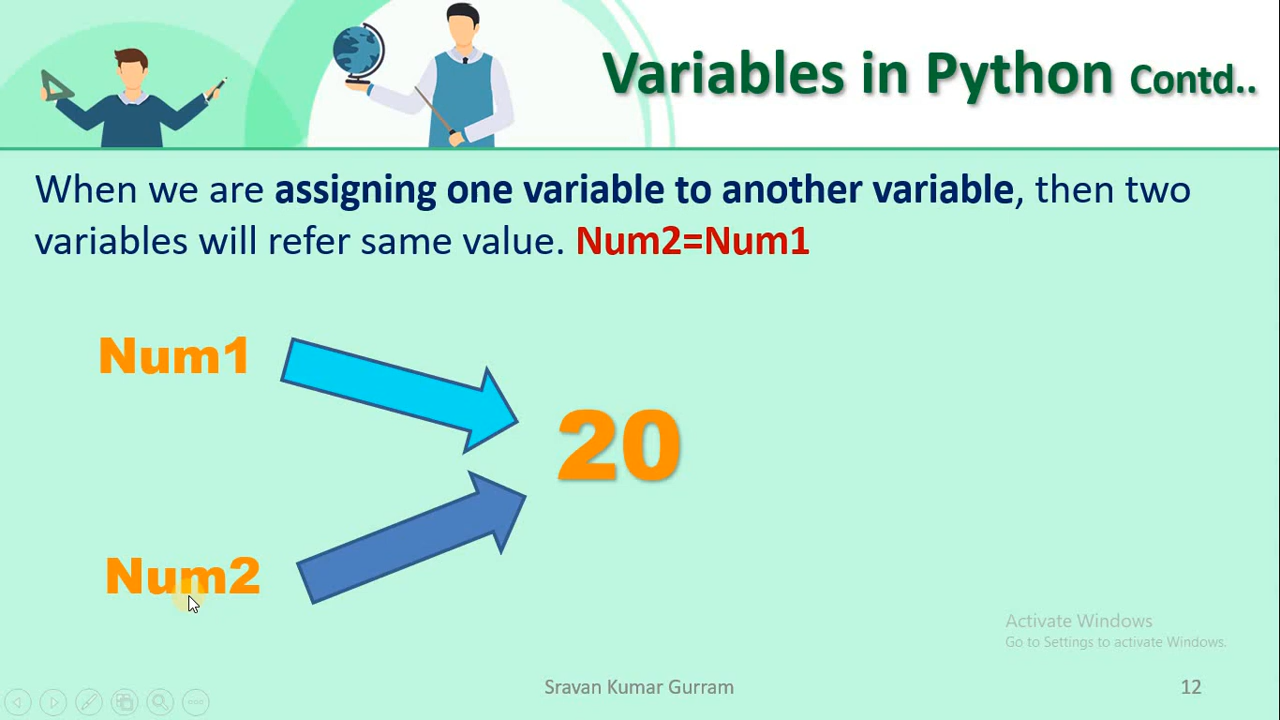 Variables in Python Contd..
When we are assigning one variable to another variable, then two
variables will refer same value. Num2=Num1
Num1
20
Num2
Activate Windows
Go to Settings to activate Windows.
Sravan Kumar Gurram
12